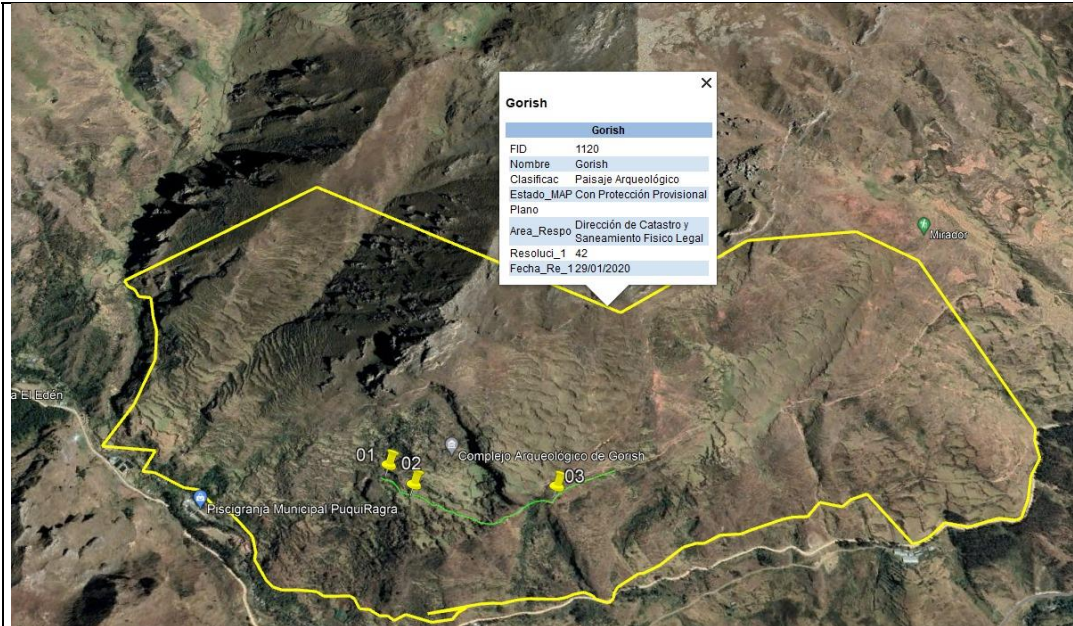 Gorish
Gorish
FID 1120
Nombre Gorish
Clasificac Paisaje Arqueológico
Estado_MAP Con Protección Provisional
Plano
Area_Respo Dirección de Catastro y
Saneamiento Fisico Legal
Resoluci_1 42
Fecha_Re_1 29/01/2020
Mirador
a El Edén
01
02
Complejo Arqueológico de Gorish
03
Piscigranja Municipal PuquiRagra